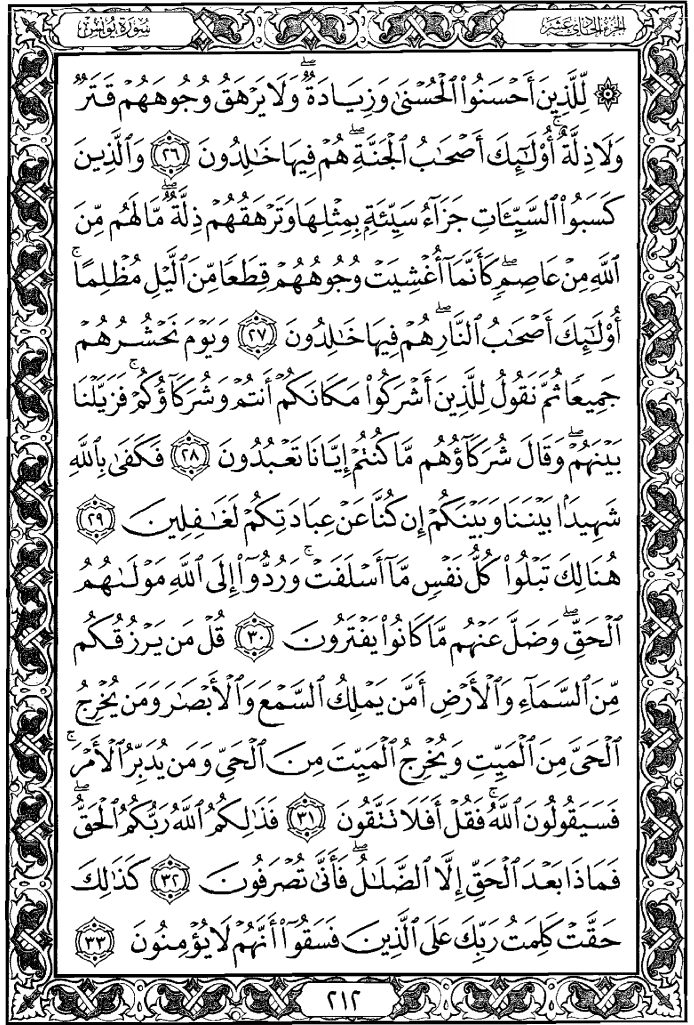 الجزء الحادي عشر
سورة يونس
۞ لِّلَّذِينَ أَحْسَنُوا۟ ٱلْحُسْنَىٰ وَزِيَادَةٌ ۖ وَلَا يَرْهَقُ وُجُوهَهُمْ قَتَرٌ
وَلَا ذِلَّةٌ ۚ أُو۟لَـٰٓئِكَ أَصْحَـٰبُ ٱلْجَنَّةِ ۖ هُمْ فِيهَا خَـٰلِدُونَ ٢٦ وَٱلَّذِينَ
كَسَبُوا۟ ٱلسَّيِّـَٔاتِ جَزَآءُ سَيِّئَةٍۭ بِمِثْلِهَا وَتَرْهَقُهُمْ ذِلَّةٌ ۖ مَّا لَهُم مِّنَ
ٱللَّهِ مِنْ عَاصِمٍ ۖ كَأَنَّمَآ أُغْشِيَتْ وُجُوهُهُمْ قِطَعًا مِّنَ ٱلَّيْلِ مُظْلِمًا ۚ
أُو۟لَـٰٓئِكَ أَصْحَـٰبُ ٱلنَّارِ ۖ هُمْ فِيهَا خَـٰلِدُونَ ٢٧ وَيَوْمَ نَحْشُرُهُمْ
جَمِيعًا ثُمَّ نَقُولُ لِلَّذِينَ أَشْرَكُوا۟ مَكَانَكُمْ أَنتُمْ وَشُرَكَآؤُكُمْ ۚ فَزَيَّلْنَا
بَيْنَهُمْ ۖ وَقَالَ شُرَكَآؤُهُم مَّا كُنتُمْ إِيَّانَا تَعْبُدُونَ ٢٨ فَكَفَىٰ بِٱللَّهِ
شَهِيدًۢا بَيْنَنَا وَبَيْنَكُمْ إِن كُنَّا عَنْ عِبَادَتِكُمْ لَغَـٰفِلِينَ ٢٩
هُنَالِكَ تَبْلُوا۟ كُلُّ نَفْسٍ مَّآ أَسْلَفَتْ ۚ وَرُدُّوٓا۟ إِلَى ٱللَّهِ مَوْلَىٰهُمُ
ٱلْحَقِّ ۖ وَضَلَّ عَنْهُم مَّا كَانُوا۟ يَفْتَرُونَ ٣٠ قُلْ مَن يَرْزُقُكُم
مِّنَ ٱلسَّمَآءِ وَٱلْأَرْضِ أَمَّن يَمْلِكُ ٱلسَّمْعَ وَٱلْأَبْصَـٰرَ وَمَن يُخْرِجُ
ٱلْحَىَّ مِنَ ٱلْمَيِّتِ وَيُخْرِجُ ٱلْمَيِّتَ مِنَ ٱلْحَىِّ وَمَن يُدَبِّرُ ٱلْأَمْرَ ۚ
فَسَيَقُولُونَ ٱللَّهُ ۚ فَقُلْ أَفَلَا تَتَّقُونَ ٣١ فَذَٰلِكُمُ ٱللَّهُ رَبُّكُمُ ٱلْحَقُّ ۖ
فَمَاذَا بَعْدَ ٱلْحَقِّ إِلَّا ٱلضَّلَـٰلُ ۖ فَأَنَّىٰ تُصْرَفُونَ ٣٢ كَذَٰلِكَ
حَقَّتْ كَلِمَتُ رَبِّكَ عَلَى ٱلَّذِينَ فَسَقُوٓا۟ أَنَّهُمْ لَا يُؤْمِنُونَ ٣٣
٢١٢